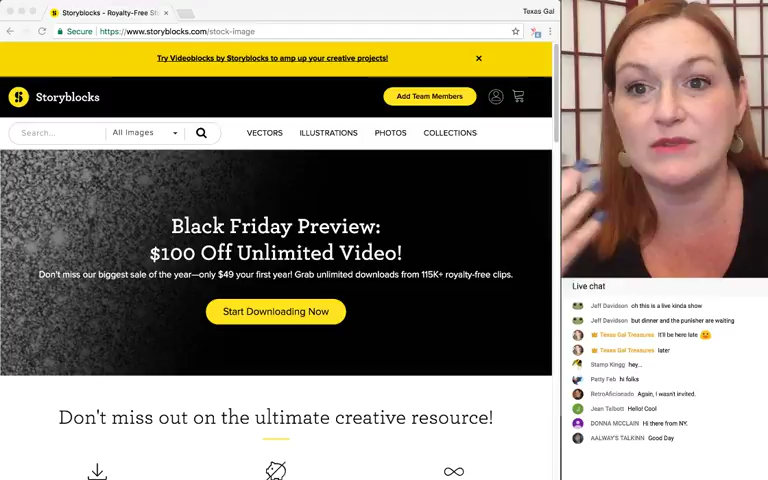 Storyblocks - Royalty-Free St
Texas Gal
Secure
https://www.storyblocks.com/stock-image
Try Videoblocks by Storyblocks to amp up your creative projects!
Storyblocks
Add Team Members
Search...
All Images
VECTORS
ILLUSTRATIONS
PHOTOS
COLLECTIONS
Black Friday Preview:
$100 Off Unlimited Video!
Don't miss our biggest sale of the year—only $49 your first year! Grab unlimited downloads from 115K+ royalty-free clips.
Start Downloading Now
Don't miss out on the ultimate creative resource!
Live chat
Jeff Davidson oh this is a live kinda show
Jeff Davidson but dinner and the punisher are waiting
Texas Gal Treasures It'll be here late
Texas Gal Treasures later
Stamp Kingg hey...
Patty Feb hi folks
RetroAficionado Again, I wasn't invited.
Joan Talbott Hello! Cool
DONNA MCCLAIN Hi there from NY.
AALWAY'S TALKINN Good Day